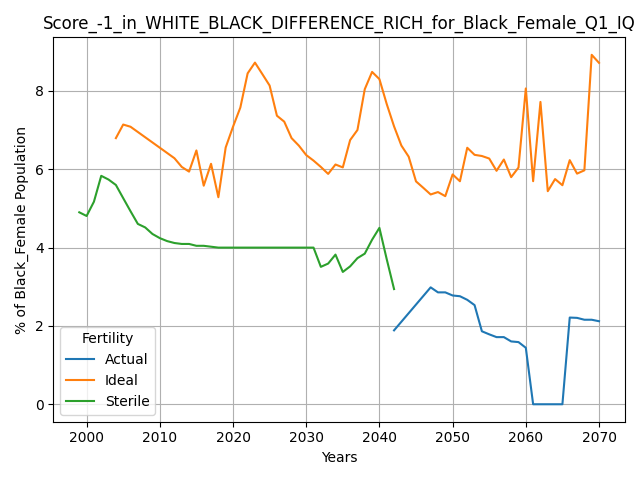 Score_-1_in_WHITE_BLACK_DIFFERENCE_RICH_for_Black_Female_Q1_IQ
% of Black_Female Population
8
6
4
2
0
Fertility
Actual
Ideal
Sterile
2000 2010 2020 2030 2040 2050 2060 2070
Years